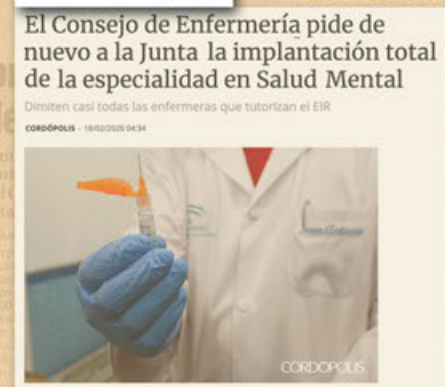 El Consejo de Enfermería pide de
nuevo a la Junta la implantación total
de la especialidad en Salud Mental
Dimiten casi todas las enfermeras que tutorizan el EIR
CORDÓPOLIS - 18/02/2020 04:34
CORDÓPOLIS